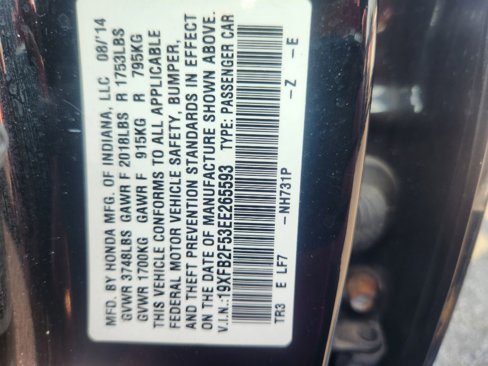 MFD. BY HONDA MFG. OF INDIANA, LLC 08/'14
GVWR 3748LBS GAWR F 2018LBS R 1753LBS
GVWR 1700KG GAWR F 915KG R 795KG
THIS VEHICLE CONFORMS TO ALL APPLICABLE
FEDERAL MOTOR VEHICLE SAFETY, BUMPER,
AND THEFT PREVENTION STANDARDS IN EFFECT
ON THE DATE OF MANUFACTURE SHOWN ABOVE.
V.I.N.:19XFB2F53EE265593 TYPE: PASSENGER CAR
TR3 E LF7 -NH731P -Z -E